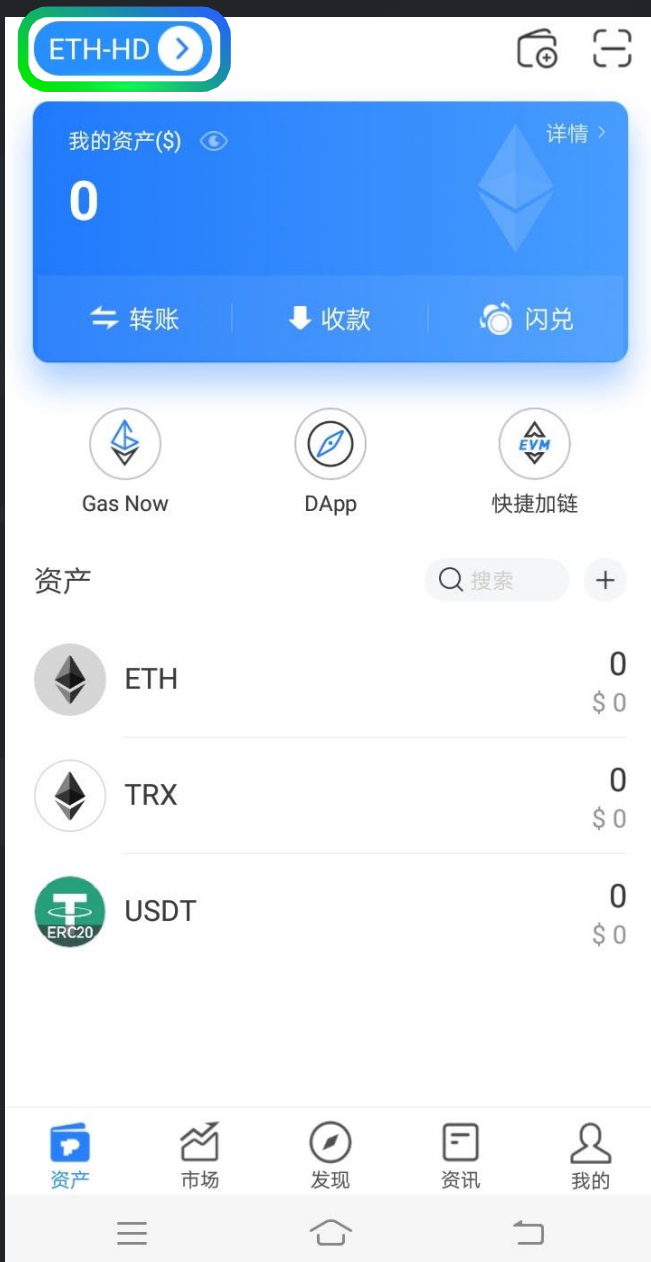 ETH-HD
我的资产($)
详情
0
转账
收款
闪兑
EVM
Gas Now
DApp
快捷加链
资产
搜索
ETH
0
$ 0
TRX
0
$ 0
ERC20
USDT
0
$ 0
资产
市场
发现
资讯
我的